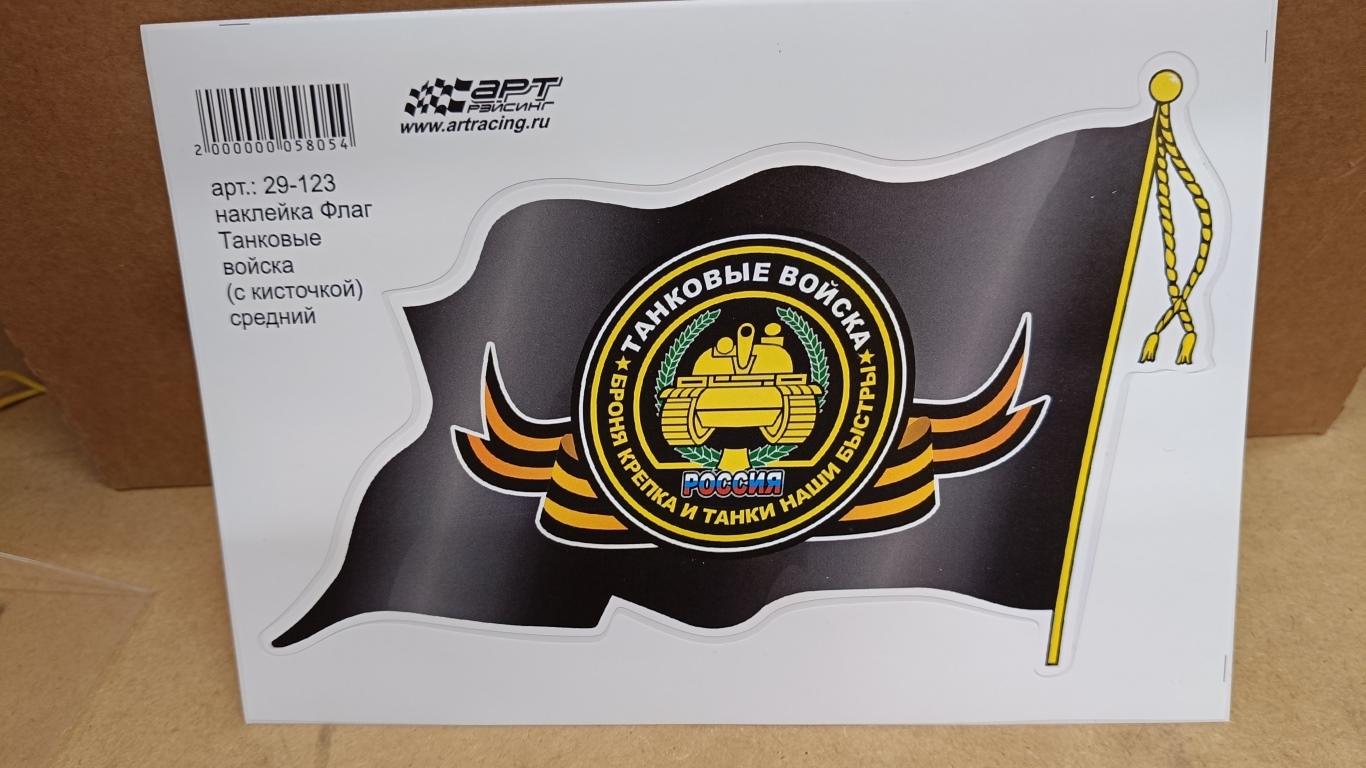 2 000000 058054
АРТ
РЭЙСИНГ
www.artracing.ru
арт.: 29-123
наклейка Флаг
Танковые
войска
(с кисточкой)
средний
ТАНКОВЫЕ ВОЙСКА
БРОНЯ КРЕПКА И ТАНКИ НАШИ БЫСТРЫ
РОССИЯ